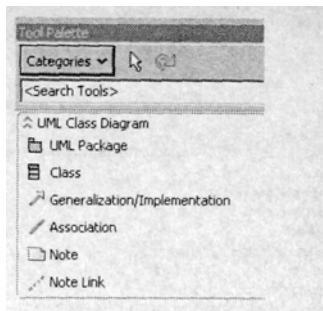 Tool Palette
Categories
<Search Tools>
UML Class Diagram
UML Package
Class
Generalization/Implementation
Association
Note
Note Link